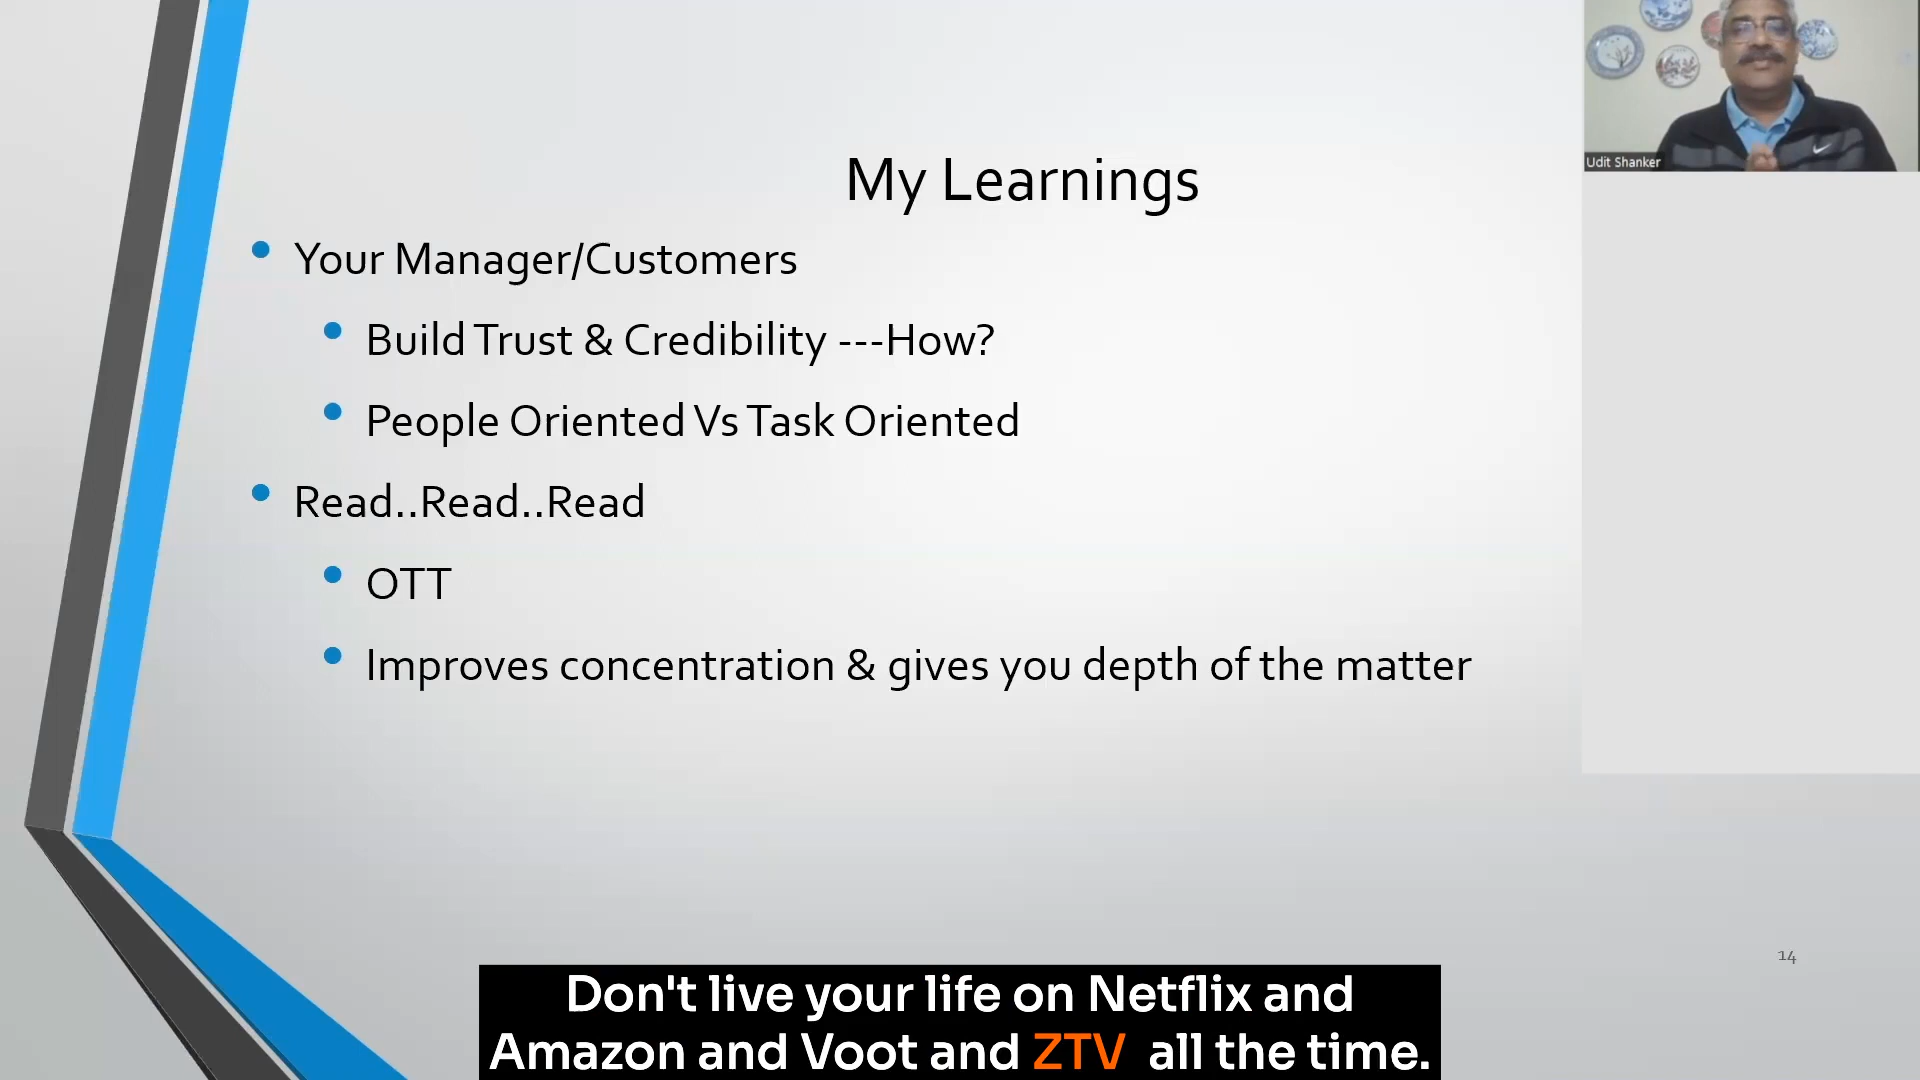 Udit Shanker
My Learnings
Your Manager/Customers
Build Trust & Credibility ---How?
People Oriented Vs Task Oriented
Read..Read..Read
OTT
Improves concentration & gives you depth of the matter
14
Don't live your life on Netflix and
Amazon and Voot and ZTV all the time.